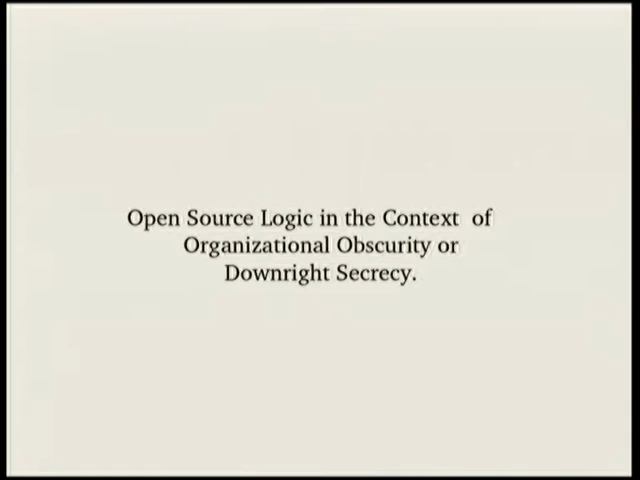 Open Source Logic in the Context of
Organizational Obscurity or
Downright Secrecy.